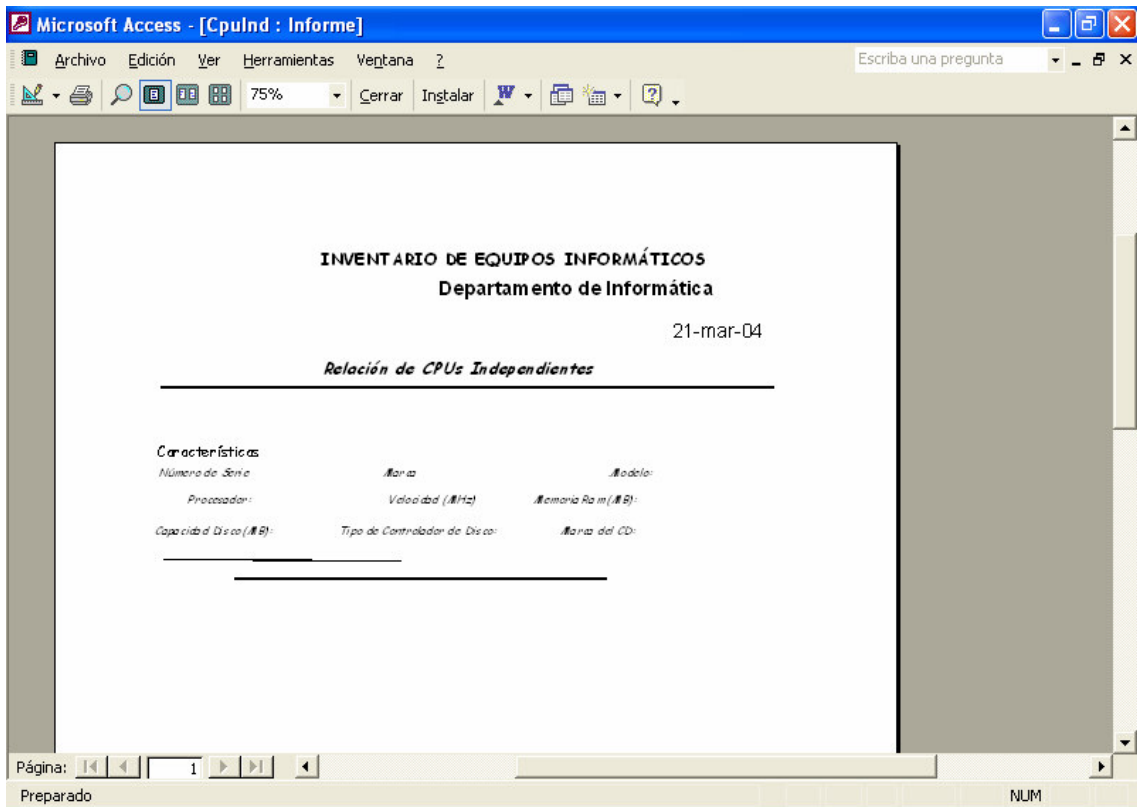 Microsoft Access - [CpuInd : Informe]
Archivo Edición Ver Herramientas Ventana ? Escriba una pregunta
75% Cerrar Instalar
INVENTARIO DE EQUIPOS INFORMÁTICOS
Departamento de Informática
21-mar-04
Relación de CPUs Independientes
Características
Número de Serie Marca Modelo:
Procesador: Velocidad (MHz) Memoria Ram(MB):
Capacidad Disco(MB): Tipo de Controlador de Disco: Marca del CD:
Página: 1
Preparado NUM